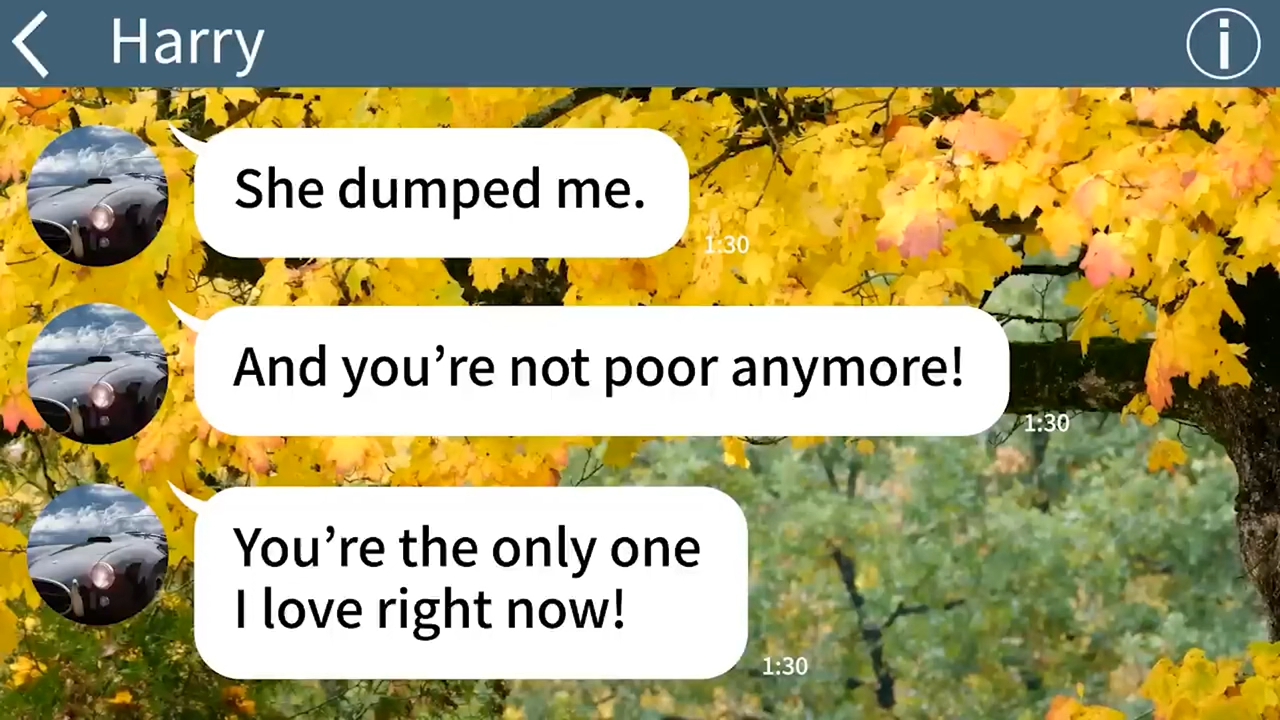 Harry
She dumped me.
1:30
And you’re not poor anymore!
1:30
You’re the only one
I love right now!
1:30